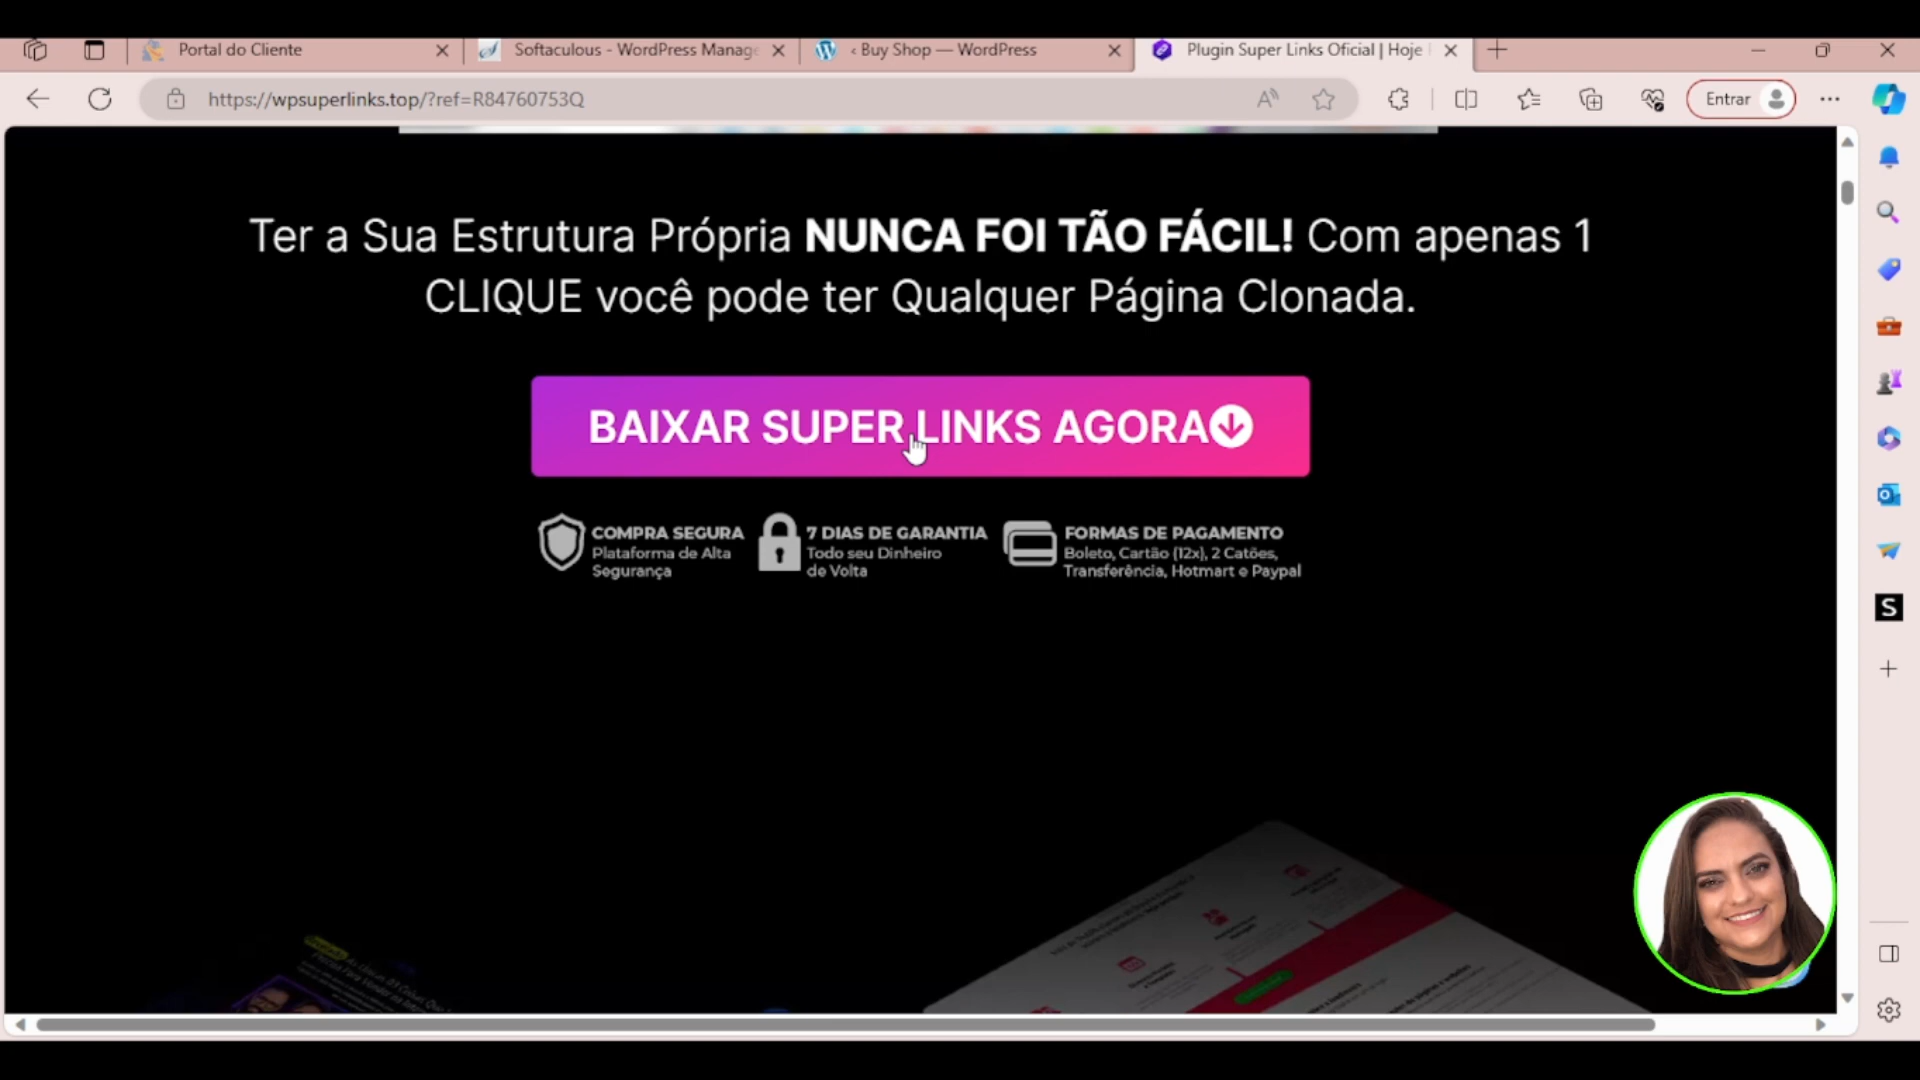 Portal do Cliente
Softaculous - WordPress Manage
‹ Buy Shop — WordPress
Plugin Super Links Oficial | Hoje
https://wpsuperlinks.top/?ref=R84760753Q
Entrar
Ter a Sua Estrutura Própria NUNCA FOI TÃO FÁCIL! Com apenas 1
CLIQUE você pode ter Qualquer Página Clonada.
BAIXAR SUPER LINKS AGORA
COMPRA SEGURA
Plataforma de Alta
Segurança
7 DIAS DE GARANTIA
Todo seu Dinheiro
de Volta
FORMAS DE PAGAMENTO
Boleto, Cartão (12x), 2 Catões,
Transferência, Hotmart e Paypal
S